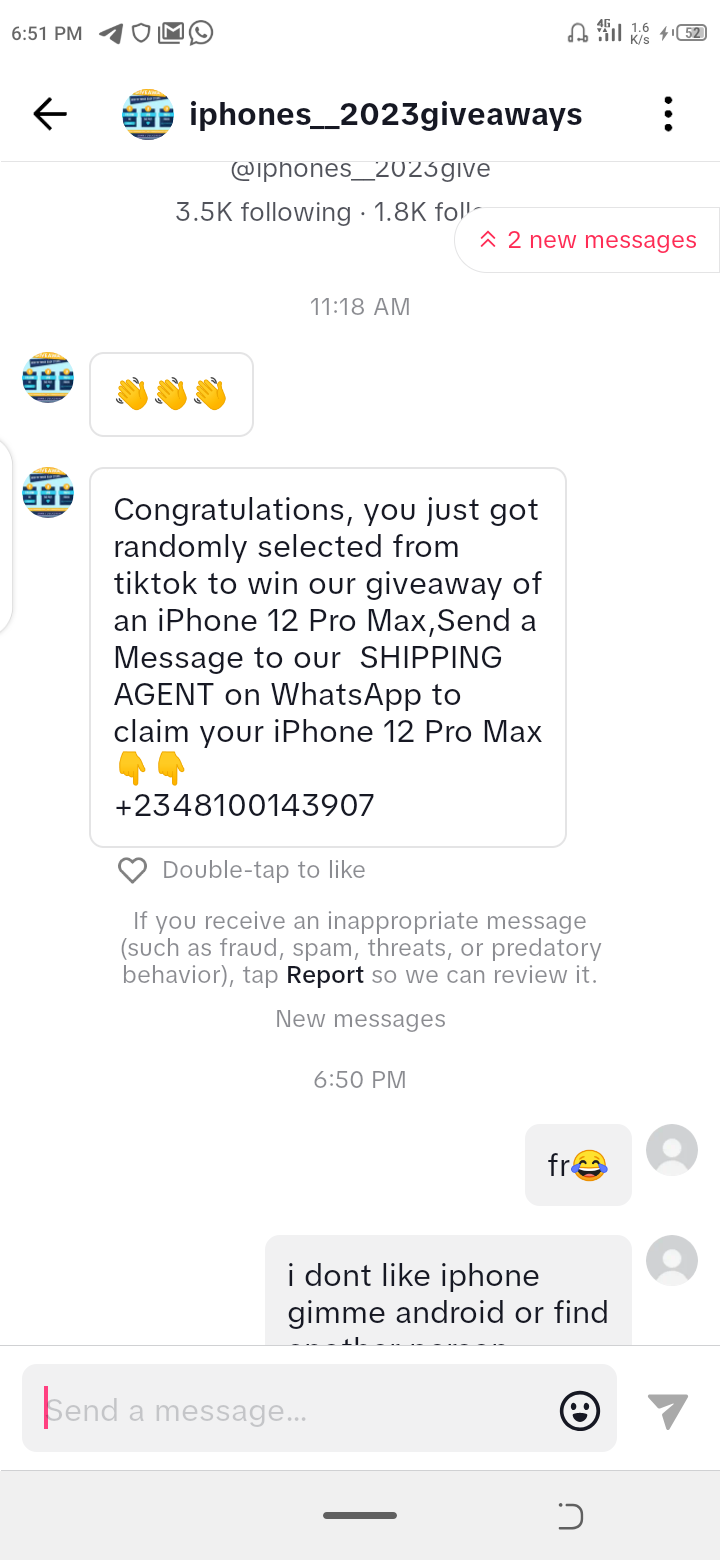 6:51 PM
4G
1.6
K/s
52
iphones__2023giveaways
@iphones__2023give
3.5K following · 1.8K
2 new messages
11:18 AM
👋👋👋
Congratulations, you just got
randomly selected from
tiktok to win our giveaway of
an iPhone 12 Pro Max,Send a
Message to our  SHIPPING
AGENT on WhatsApp to
claim your iPhone 12 Pro Max
👇👇
+2348100143907
Double-tap to like
If you receive an inappropriate message
(such as fraud, spam, threats, or predatory
behavior), tap Report so we can review it.
New messages
6:50 PM
fr😂
i dont like iphone
gimme android or find
another person
Send a message...